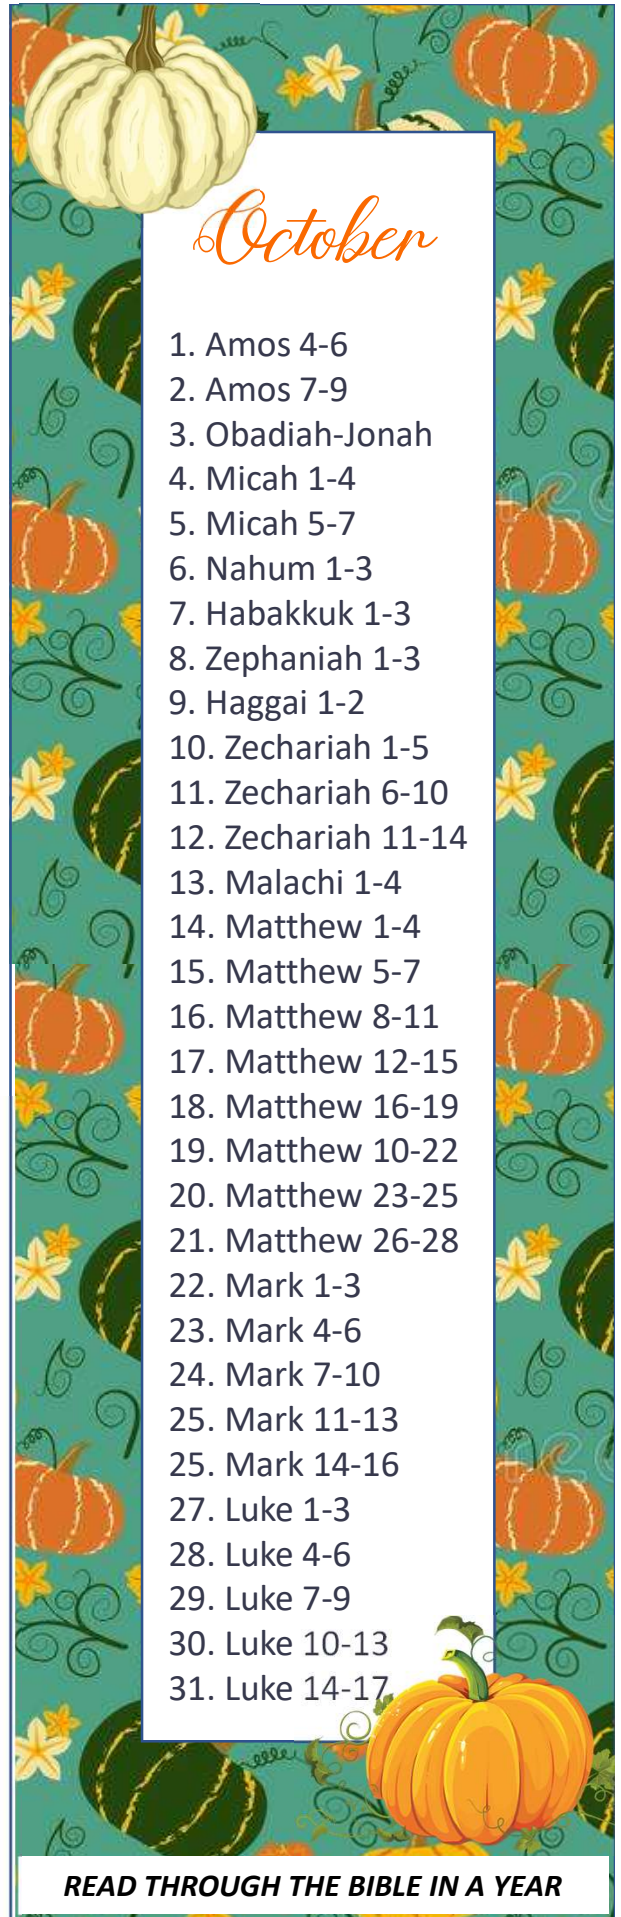 October
1. Amos 4-6
2. Amos 7-9
3. Obadiah-Jonah
4. Micah 1-4
5. Micah 5-7
6. Nahum 1-3
7. Habakkuk 1-3
8. Zephaniah 1-3
9. Haggai 1-2
10. Zechariah 1-5
11. Zechariah 6-10
12. Zechariah 11-14
13. Malachi 1-4
14. Matthew 1-4
15. Matthew 5-7
16. Matthew 8-11
17. Matthew 12-15
18. Matthew 16-19
19. Matthew 10-22
20. Matthew 23-25
21. Matthew 26-28
22. Mark 1-3
23. Mark 4-6
24. Mark 7-10
25. Mark 11-13
25. Mark 14-16
27. Luke 1-3
28. Luke 4-6
29. Luke 7-9
30. Luke 10-13
31. Luke 14-17
READ THROUGH THE BIBLE IN A YEAR